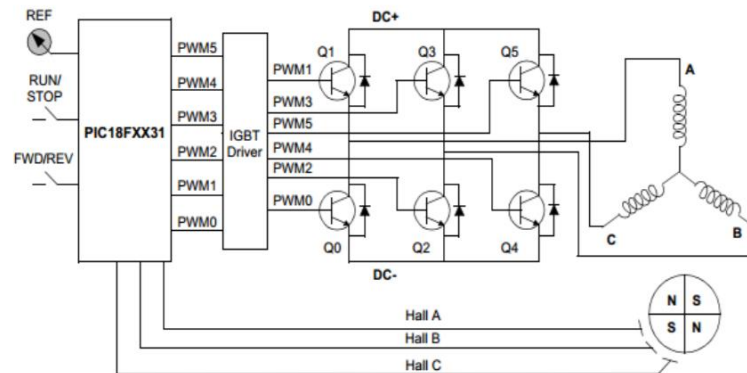 REF
RUN/
STOP
FWD/REV
PIC18FXX31
PWM5
PWM4
PWM3
PWM2
PWM1
PWM0
IGBT
Driver
PWM1
PWM3
PWM5
PWM4
PWM2
PWM0
DC+
Q1
Q3
Q5
Q0
Q2
Q4
DC-
A
C
B
Hall A
Hall B
Hall C
N S
S N